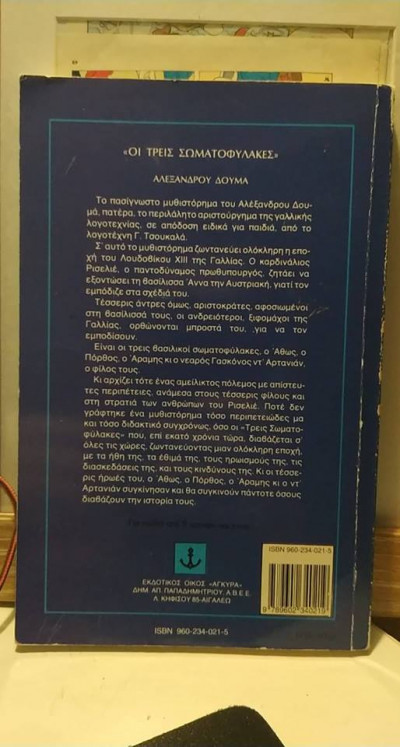 «ΟΙ ΤΡΕΙΣ ΣΩΜΑΤΟΦΥΛΑΚΕΣ»
ΑΛΕΞΑΝΔΡΟΥ ΔΟΥΜΑ
Το πασίγνωστο μυθιστόρημα του Αλέξανδρου Δου-
μά, πατέρα, το περιλάλητο αριστούργημα της γαλλικής
λογοτεχνίας, σε απόδοση ειδικά για παιδιά, από το
λογοτέχνη Γ. Τσουκαλά.
Σ' αυτό το μυθιστόρημα ζωντανεύει ολόκληρη η επο-
χή του Λουδοβίκου XIII της Γαλλίας. Ο καρδινάλιος
Ρισελιέ, ο παντοδύναμος πρωθυπουργός, ζητάει να
εξοντώσει τη βασίλισσα Άννα την Αυστριακή, γιατί τον
εμπόδιζε στα σχέδιά του.
Τέσσερις άντρες όμως, αριστοκράτες, αφοσιωμένοι
στη βασίλισσά τους, οι ανδρειότεροι, ξιφομάχοι της
Γαλλίας, ορθώνονται μπροστά του, για να τον
εμποδίσουν.
Είναι οι τρεις βασιλικοί σωματοφύλακες, ο Άθως, ο
Πόρθος, ο Άραμης κι ο νεαρός Γασκόνος ντ' Αρτανιάν,
ο φίλος τους.
Κι αρχίζει τότε ένας αμείλικτος πόλεμος με απίστευ-
τες περιπέτειες, ανάμεσα στους τέσσερις φίλους και
στη στρατιά των ανθρώπων του Ρισελιέ. Ποτέ δεν
γράφτηκε ένα μυθιστόρημα τόσο περιπετειώδες μα
και τόσο διδακτικό συγχρόνως, όσο οι «Τρεις Σωματο-
φύλακες» που, επί εκατό χρόνια τώρα, διαβάζεται σ'
όλες τις χώρες, ζωντανεύοντας μιαν ολόκληρη εποχή,
με τα ήθη της, τα έθιμά της, τους ηρωισμούς της, τις
διασκεδάσεις της, και τους κινδύνους της. Κι οι τέσσε-
ρις ήρωές του, ο Άθως, ο Πόρθος, ο Άραμης κι ο ντ'
Αρτανιάν συγκίνησαν και θα συγκινούν πάντοτε όσους
διαβάζουν την ιστορία τους.
ΕΚΔΟΤΙΚΟΣ ΟΙΚΟΣ «ΑΓΚΥΡΑ»
ΔΗΜ. ΑΠ. ΠΑΠΑΔΗΜΗΤΡΙΟΥ, Α.Β.Ε.Ε.
Λ. ΚΗΦΙΣΟΥ 85-ΑΙΓΑΛΕΩ
ISBN 960-234-021-5
ISBN 960-234-021-5
9 789602 340219